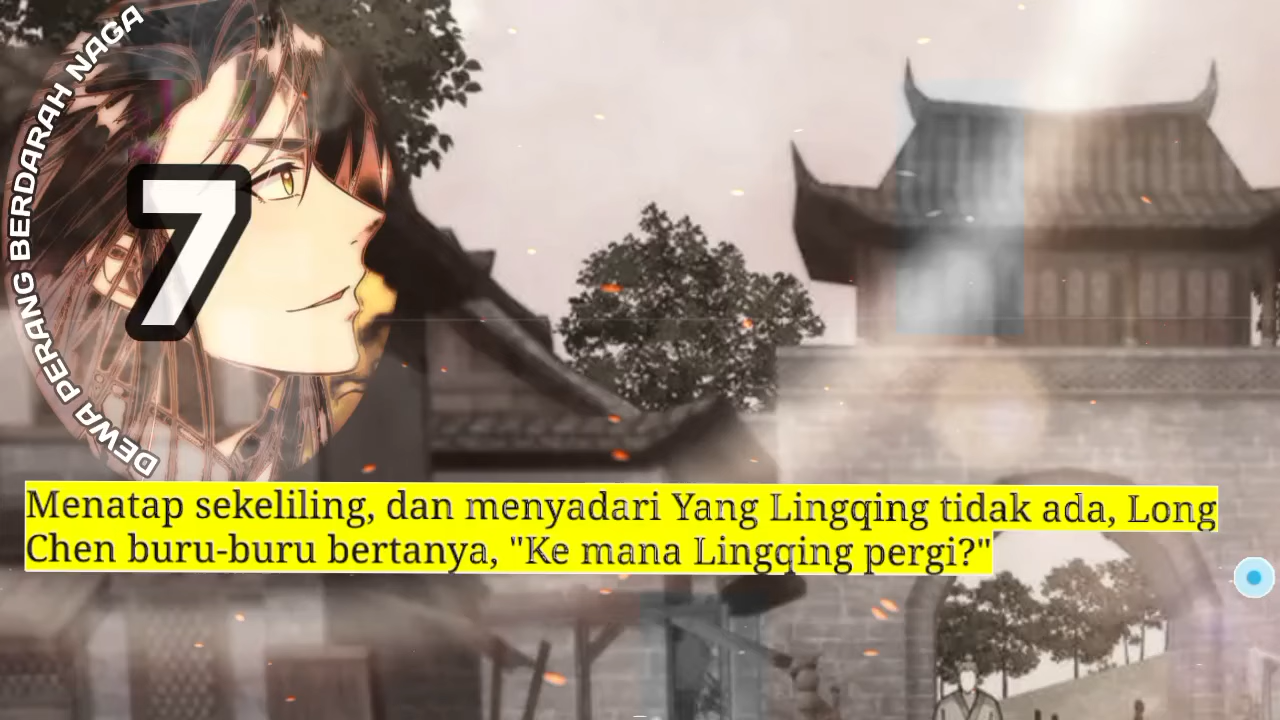 DEWA PERANG BERDARAH NAGA
7
Menatap sekeliling, dan menyadari Yang Lingqing tidak ada, Long
Chen buru-buru bertanya, "Ke mana Lingqing pergi?"